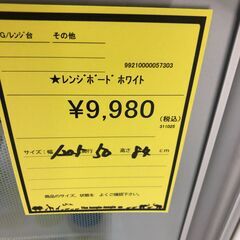 G/レンジ台 その他
99210000057303
★レンジボード ホワイト
¥9,980
(税込)
サイズ:幅 奥行 50 高さ 84 cm
商品のサイズ、状態を よくご確認下さい。